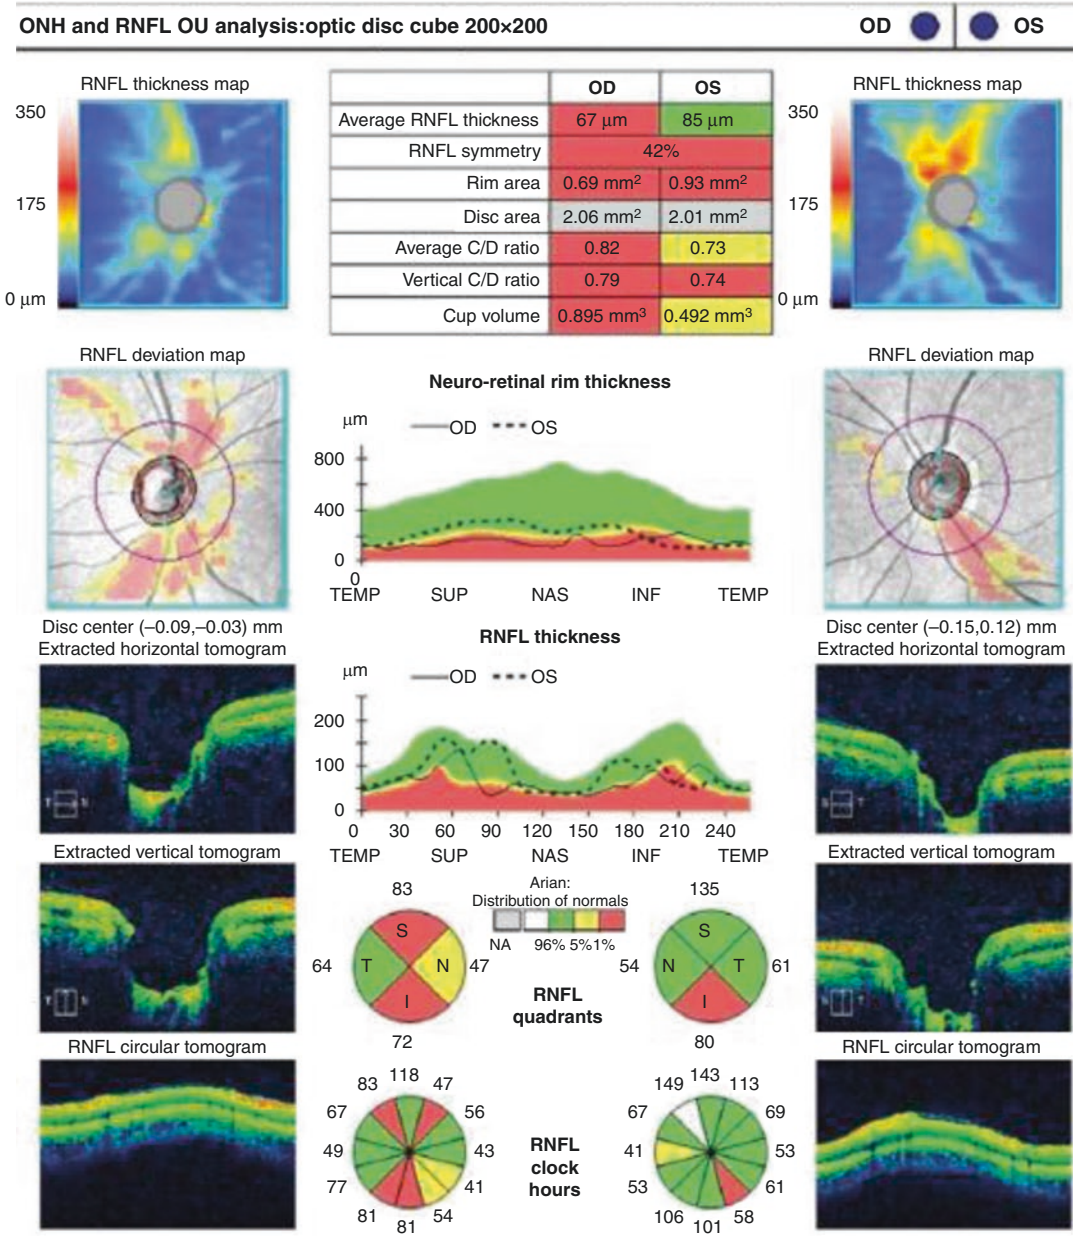 ONH and RNFL OU analysis:optic disc cube 200×200
OD OS
RNFL thickness map
350
175
0 μm
OD OS
Average RNFL thickness 67 μm 85 μm
RNFL symmetry 42%
Rim area 0.69 mm² 0.93 mm²
Disc area 2.06 mm² 2.01 mm²
Average C/D ratio 0.82 0.73
Vertical C/D ratio 0.79 0.74
Cup volume 0.895 mm³ 0.492 mm³
RNFL thickness map
350
175
0 μm
RNFL deviation map
Disc center (–0.09,–0.03) mm
Extracted horizontal tomogram
T N
Extracted vertical tomogram
T
RNFL circular tomogram
Neuro-retinal rim thickness
μm
OD OS
800
400
0
0
TEMP SUP NAS INF TEMP
RNFL thickness
μm
OD OS
200
100
0
0 30 60 90 120 150 180 210 240
TEMP SUP NAS INF TEMP
Arian:
Distribution of normals
NA 96% 5% 1%
83
S
64 T N 47
I
72
RNFL
quadrants
135
S
54 N T 61
I
80
118
83 47
67 56
49 43
77 41
81 54
81
RNFL
clock
hours
143
149 113
67 69
41 53
53 61
106 58
101
RNFL deviation map
Disc center (–0.15,0.12) mm
Extracted horizontal tomogram
Extracted vertical tomogram
RNFL circular tomogram